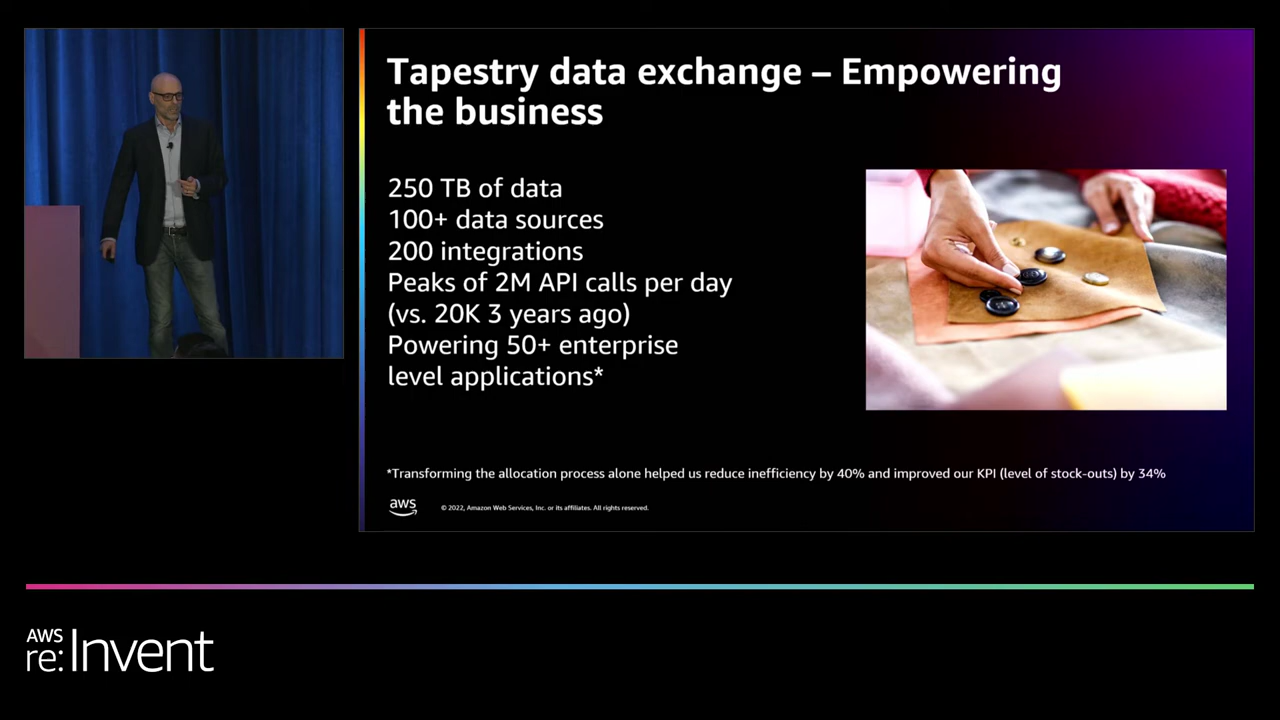 Tapestry data exchange – Empowering
the business
250 TB of data
100+ data sources
200 integrations
Peaks of 2M API calls per day
(vs. 20K 3 years ago)
Powering 50+ enterprise
level applications*
*Transforming the allocation process alone helped us reduce inefficiency by 40% and improved our KPI (level of stock-outs) by 34%
aws
© 2022, Amazon Web Services, Inc. or its affiliates. All rights reserved.
AWS
re:Invent